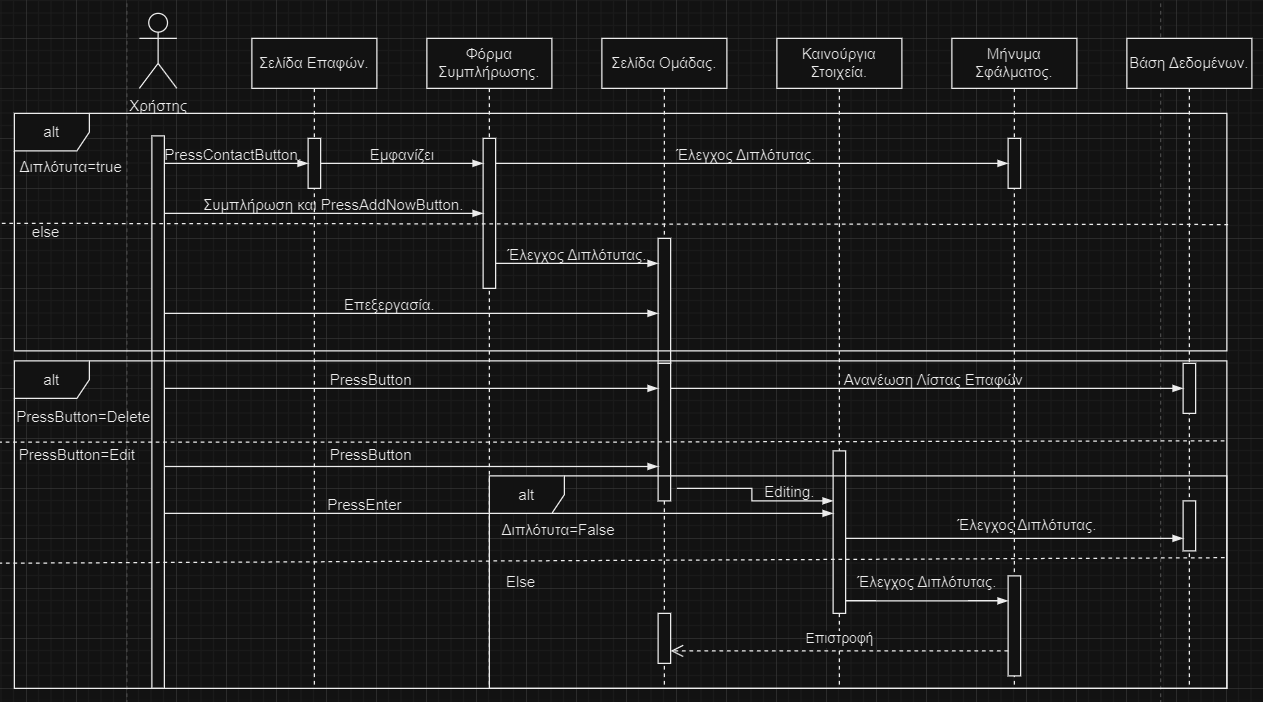 Χρήστης
Σελίδα Επαφών.
Φόρμα
Συμπλήρωσης.
Σελίδα Ομάδας.
Καινούργια
Στοιχεία.
Μήνυμα
Σφάλματος.
Βάση Δεδομένων.
alt
Διπλότυτα=true
PressContactButton
Εμφανίζει
Έλεγχος Διπλότυτας.
Συμπλήρωση και PressAddNowButton.
else
Έλεγχος Διπλότυτας.
Επεξεργασία.
alt
PressButton
Ανανέωση Λίστας Επαφών
PressButton=Delete
PressButton=Edit
PressButton
alt
Editing.
PressEnter
Διπλότυτα=False
Έλεγχος Διπλότυτας.
Else
Έλεγχος Διπλότυτας.
Επιστροφή